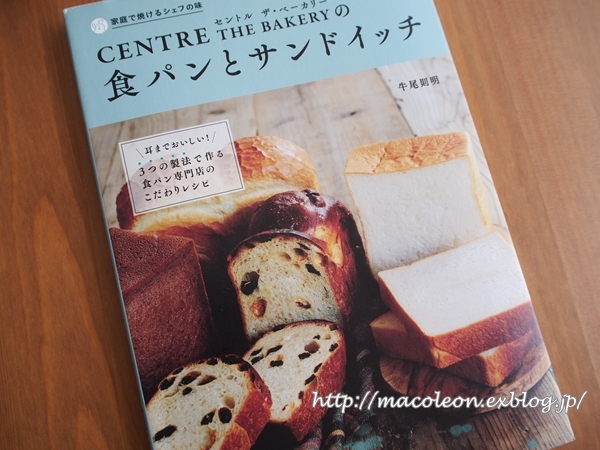 家庭で焼けるシェフの味
セントル ザ・ベーカリー
CENTRE THE BAKERYの
食パンとサンドイッチ
牛尾則明
耳までおいしい!
3つの製法で作る
食パン専門店の
こだわりレシピ
http://macoleon.exblog.jp/